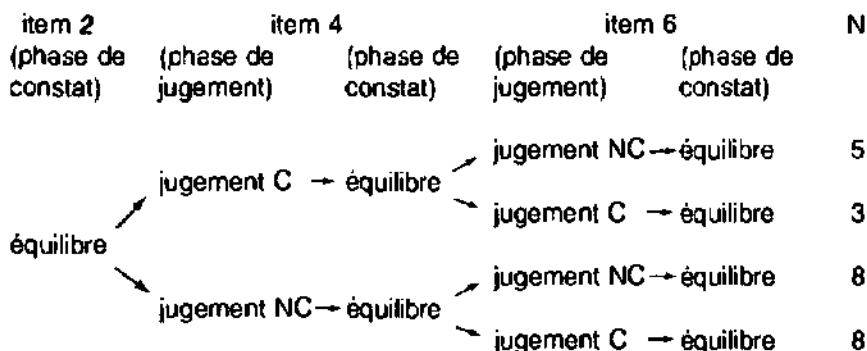 item 2 item 4 item 6 N
(phase de (phase de (phase de (phase de (phase de
constat) jugement) constat) jugement) constat)
jugement NC → équilibre 5
jugement C → équilibre
jugement C → équilibre 3
équilibre
jugement NC → équilibre 8
jugement NC → équilibre
jugement C → équilibre 8